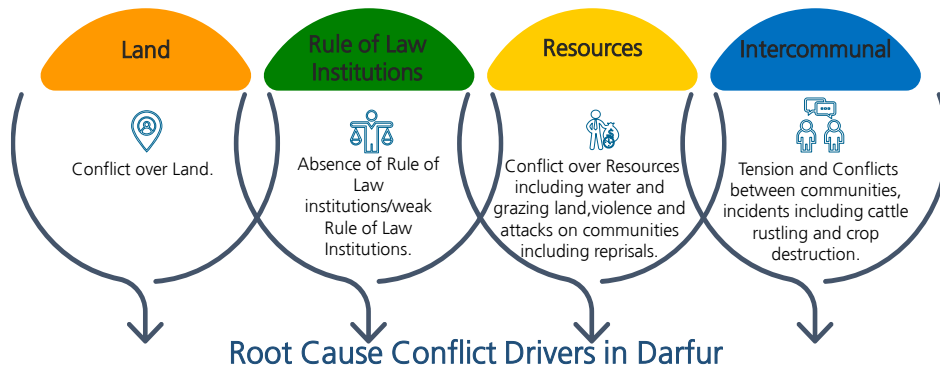 Land
Rule of Law
Institutions
Resources
Intercommunal
Conflict over Land.
Absence of Rule of
Law
institutions/weak
Rule of Law
Institutions.
Conflict over Resources
including water and
grazing land,violence and
attacks on communities
including reprisals.
Tension and Conflicts
between communities,
incidents including cattle
rustling and crop
destruction.
Root Cause Conflict Drivers in Darfur